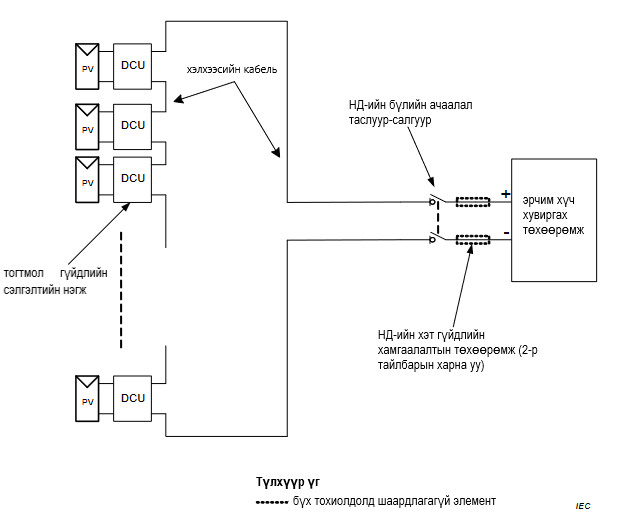 PV
DCU
хэлхээсийн кабель
PV
DCU
PV
DCU
НД-ийн бүлийн ачаалал
таслуур-салгуур
+
-
эрчим хүч
хувиргах
төхөөрөмж
тогтмол гүйдлийн
сэлгэлтийн нэгж
НД-ийн хэт гүйдлийн
хамгаалалтын төхөөрөмж (2-р
тайлбарын харна уу)
PV
DCU
Түлхүүр үг
бүх тохиолдолд шаардлагагүй элемент
IEC